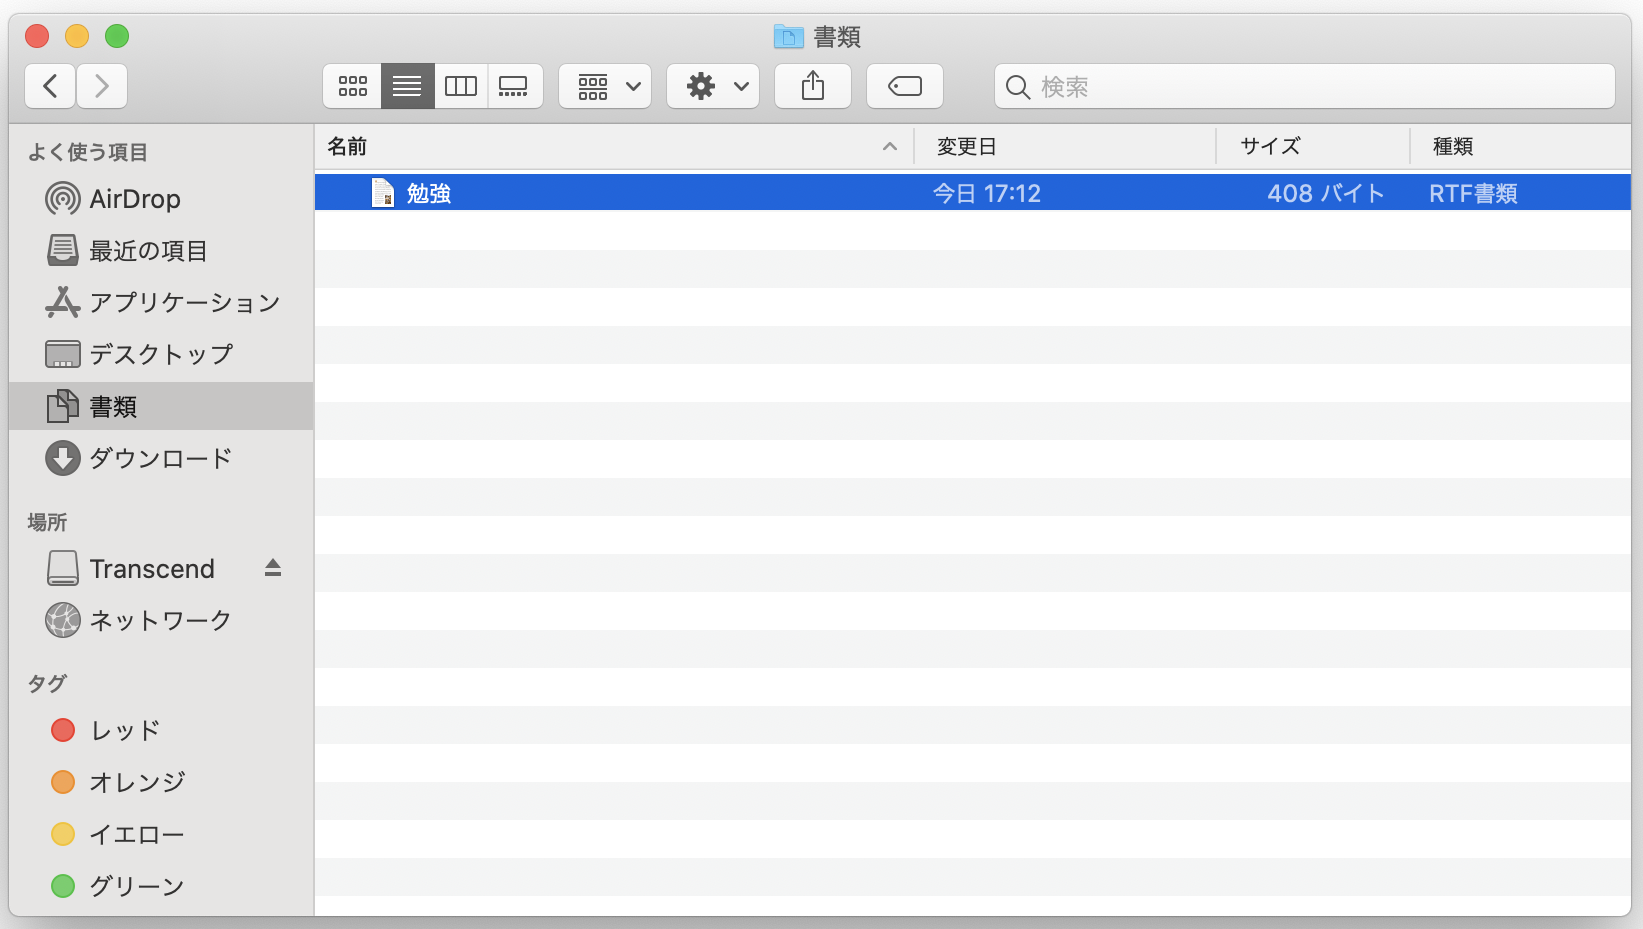 書類
検索
よく使う項目
AirDrop
最近の項目
アプリケーション
デスクトップ
書類
ダウンロード
場所
Transcend
ネットワーク
タグ
レッド
オレンジ
イエロー
グリーン
名前 変更日 サイズ 種類
勉強 今日 17:12 408 バイト RTF書類